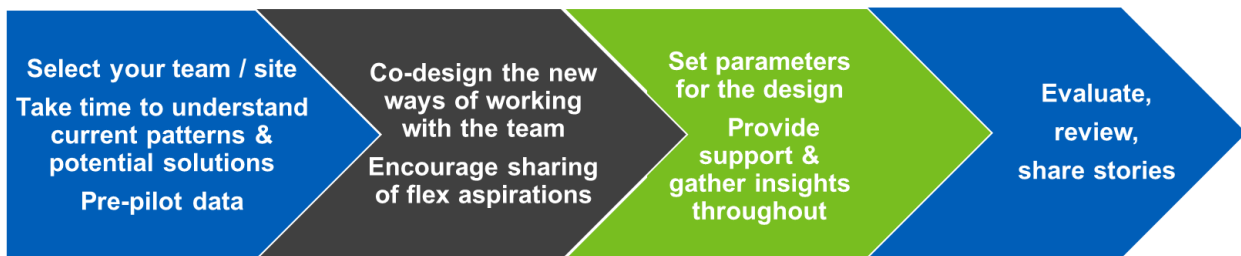 Select your team / site
Take time to understand
current patterns &
potential solutions
Pre-pilot data
Co-design the new
ways of working
with the team
Encourage sharing
of flex aspirations
Set parameters
for the design
Provide
support &
gather insights
throughout
Evaluate,
review,
share stories